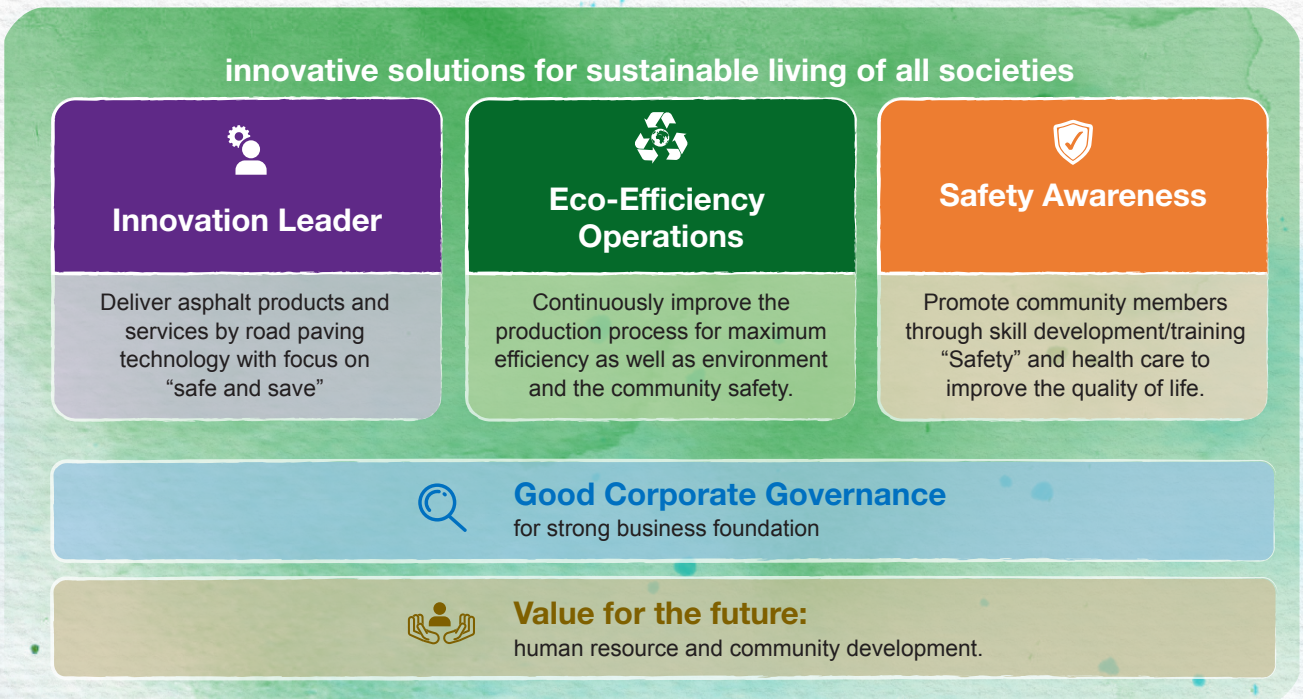 innovative solutions for sustainable living of all societies
Innovation Leader
Deliver asphalt products and
services by road paving
technology with focus on
“safe and save”
Eco-Efficiency
Operations
Continuously improve the
production process for maximum
efficiency as well as environment
and the community safety.
Safety Awareness
Promote community members
through skill development/training
“Safety” and health care to
improve the quality of life.
Good Corporate Governance
for strong business foundation
Value for the future:
human resource and community development.